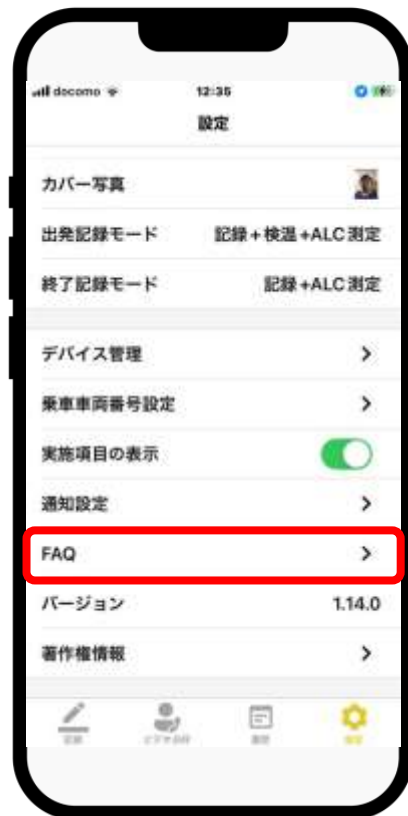 docomo
12:35
設定
カバー写真
出発記録モード 記録+検温+ALC測定
終了記録モード 記録+ALC測定
デバイス管理
乗車車両番号設定
実施項目の表示
通知設定
FAQ
バージョン 1.14.0
著作権情報